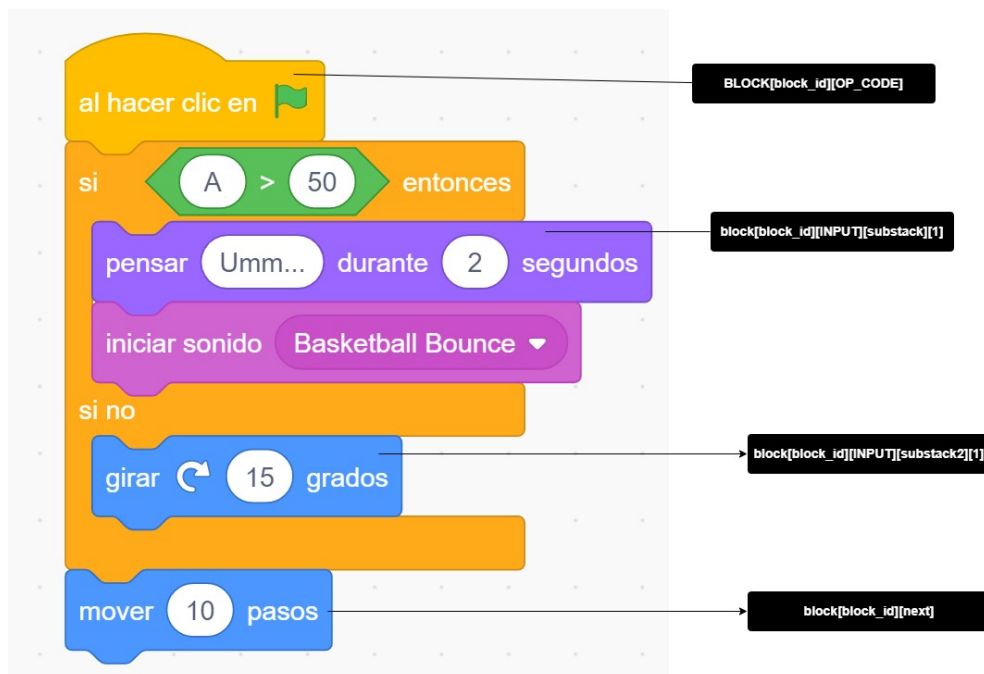 al hacer clic en
BLOCK[block_id][OP_CODE]
si A > 50 entonces
pensar Umm... durante 2 segundos
block[block_id][INPUT][substack][1]
iniciar sonido Basketball Bounce
si no
girar 15 grados
block[block_id][INPUT][substack2][1]
mover 10 pasos
block[block_id][next]